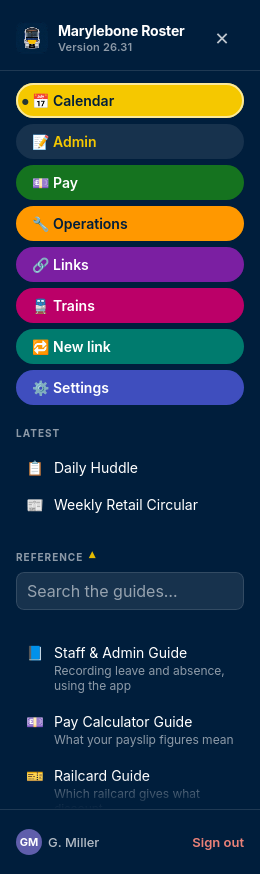 Marylebone Roster
Version 26.31
Calendar
Admin
Pay
Operations
Links
Trains
New link
Settings
LATEST
Daily Huddle
Weekly Retail Circular
REFERENCE
Search the guides...
Staff & Admin Guide
Recording leave and absence,
using the app
Pay Calculator Guide
What your payslip figures mean
Railcard Guide
Which railcard gives what
GM G. Miller
Sign out